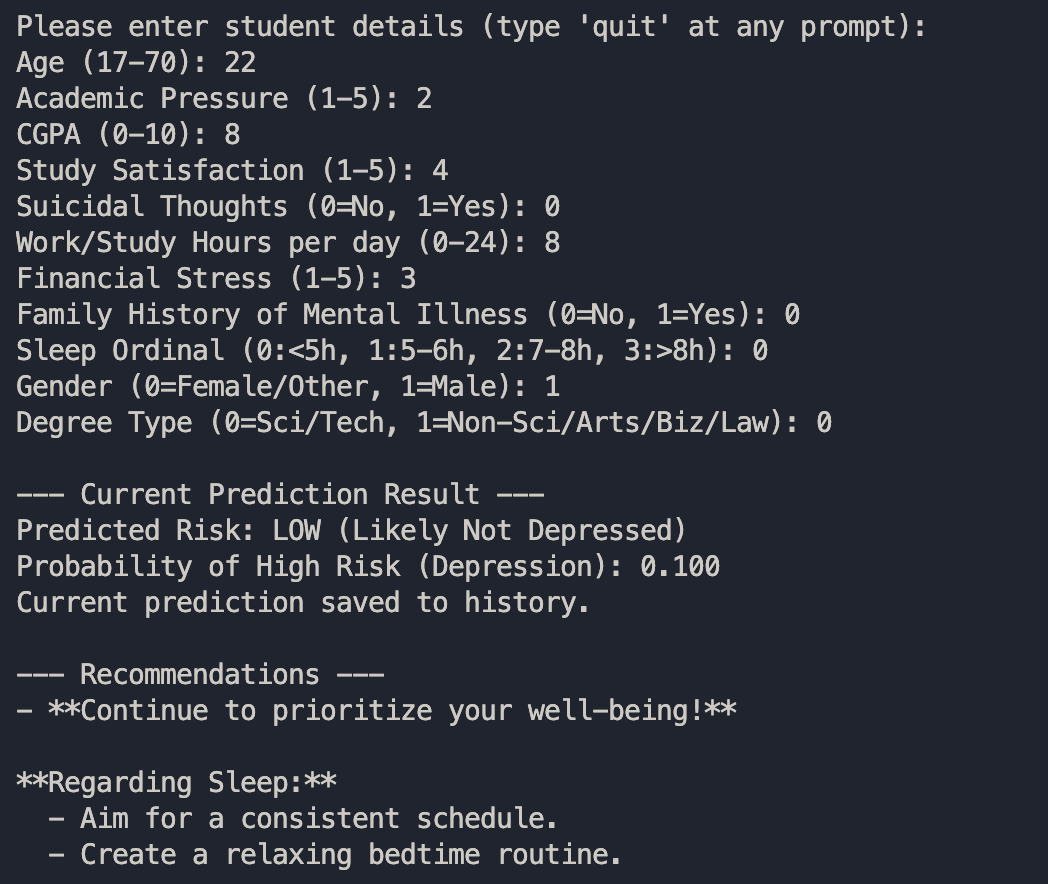 Please enter student details (type 'quit' at any prompt):
Age (17-70): 22
Academic Pressure (1-5): 2
CGPA (0-10): 8
Study Satisfaction (1-5): 4
Suicidal Thoughts (0=No, 1=Yes): 0
Work/Study Hours per day (0-24): 8
Financial Stress (1-5): 3
Family History of Mental Illness (0=No, 1=Yes): 0
Sleep Ordinal (0:<5h, 1:5-6h, 2:7-8h, 3:>8h): 0
Gender (0=Female/Other, 1=Male): 1
Degree Type (0=Sci/Tech, 1=Non-Sci/Arts/Biz/Law): 0
--- Current Prediction Result ---
Predicted Risk: LOW (Likely Not Depressed)
Probability of High Risk (Depression): 0.100
Current prediction saved to history.
--- Recommendations ---
- **Continue to prioritize your well-being!**
**Regarding Sleep:**
  - Aim for a consistent schedule.
  - Create a relaxing bedtime routine.